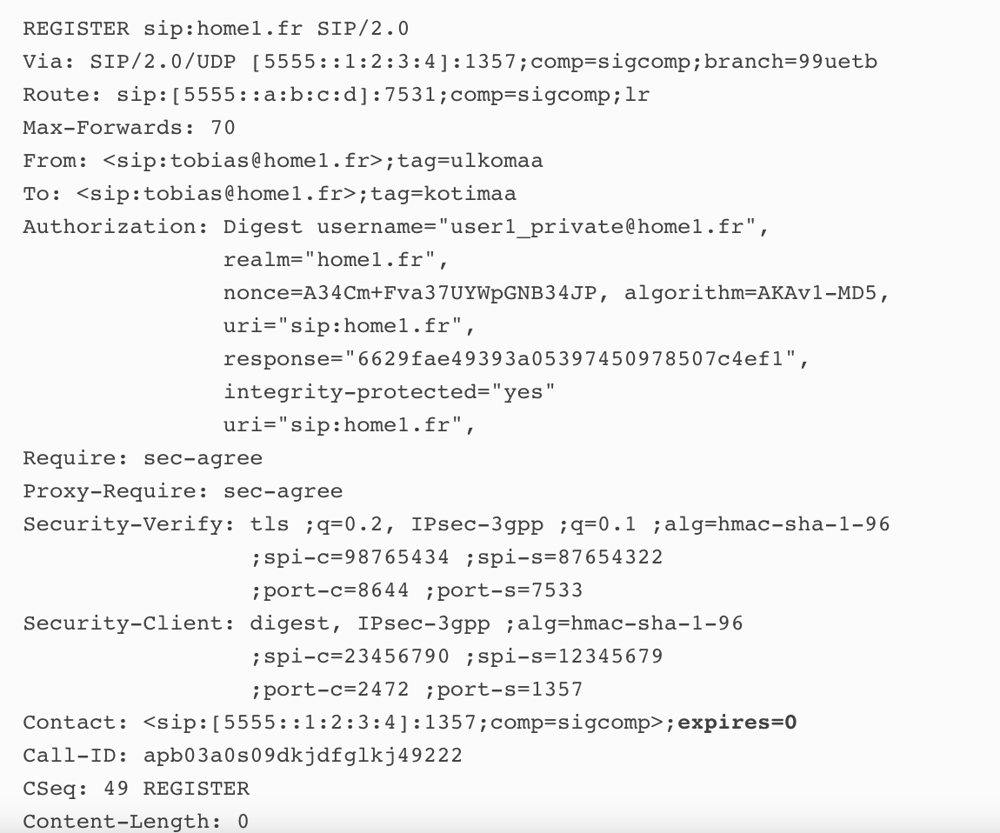 REGISTER sip:home1.fr SIP/2.0
Via: SIP/2.0/UDP [5555::1:2:3:4]:1357;comp=sigcomp;branch=99uetb
Route: sip:[5555::a:b:c:d]:7531;comp=sigcomp;lr
Max-Forwards: 70
From: <sip:tobias@home1.fr>;tag=ulkomaa
To: <sip:tobias@home1.fr>;tag=kotimaa
Authorization: Digest username="user1_private@home1.fr",
realm="home1.fr",
nonce=A34Cm+Fva37UYWpGNB34JP, algorithm=AKAv1-MD5,
uri="sip:home1.fr",
response="6629fae49393a05397450978507c4ef1",
integrity-protected="yes"
uri="sip:home1.fr",
Require: sec-agree
Proxy-Require: sec-agree
Security-Verify: tls ;q=0.2, IPsec-3gpp ;q=0.1 ;alg=hmac-sha-1-96
;spi-c=98765434 ;spi-s=87654322
;port-c=8644 ;port-s=7533
Security-Client: digest, IPsec-3gpp ;alg=hmac-sha-1-96
;spi-c=23456790 ;spi-s=12345679
;port-c=2472 ;port-s=1357
Contact: <sip:[5555::1:2:3:4]:1357;comp=sigcomp>;expires=0
Call-ID: apb03a0s09dkjdfglkj49222
CSeq: 49 REGISTER
Content-Length: 0